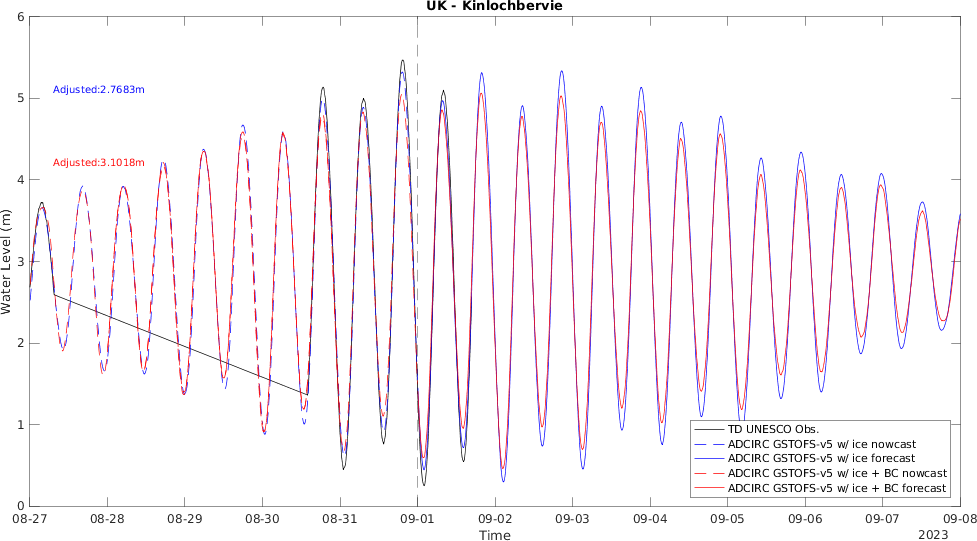 UK - Kinlochbervie
6
5
4
3
2
1
0
Water Level (m)
Adjusted:2.7683m
Adjusted:3.1018m
TD UNESCO Obs.
ADCIRC GSTOFS-v5 w/ ice nowcast
ADCIRC GSTOFS-v5 w/ ice forecast
ADCIRC GSTOFS-v5 w/ ice + BC nowcast
ADCIRC GSTOFS-v5 w/ ice + BC forecast
08-27 08-28 08-29 08-30 08-31 09-01 09-02 09-03 09-04 09-05 09-06 09-07 09-08
Time
2023